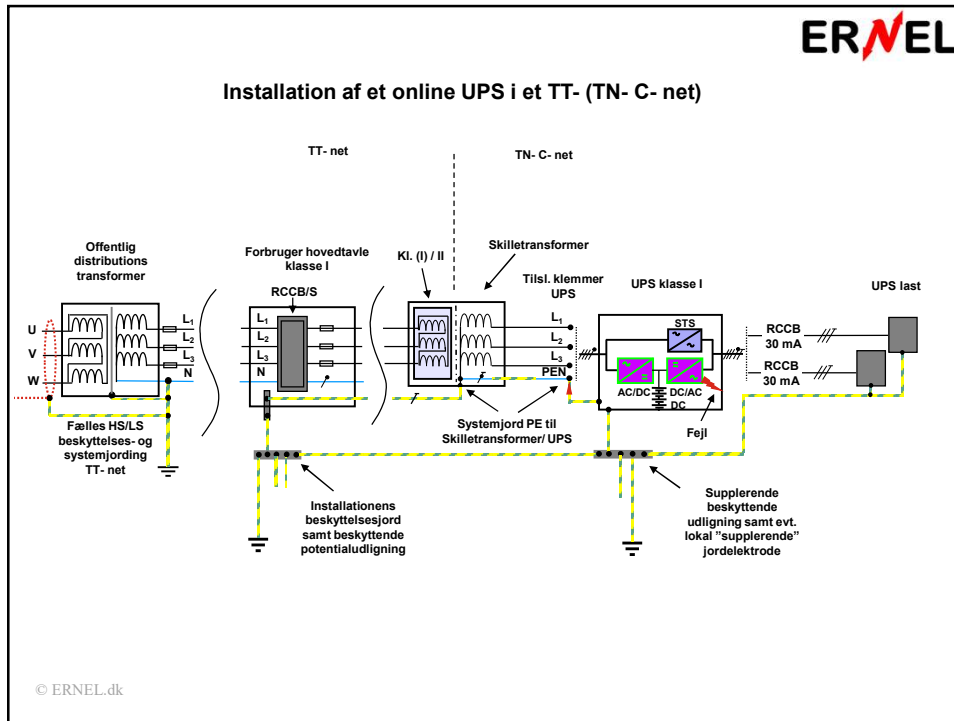 ERNEL
Installation af et online UPS i et TT- (TN- C- net)
TT- net
TN- C- net
Offentlig
distributions
transformer
Forbruger hovedtavle
klasse I
RCCB/S
Kl. (I) / II
Skilletransformer
Tilsl. klemmer
UPS
UPS klasse I
UPS last
U
V
W
L1
L2
L3
N
L1
L2
L3
N
L1
L2
L3
PEN
STS
AC/DC
DC/AC
DC
Fejl
RCCB
30 mA
RCCB
30 mA
Fælles HS/LS
beskyttelses- og
systemjording
TT- net
Systemjord PE til
Skilletransformer/ UPS
Installationens
beskyttelsesjord
samt beskyttende
potentialudligning
Supplerende
beskyttende
udligning samt evt.
lokal ”supplerende”
jordelektrode
© ERNEL.dk